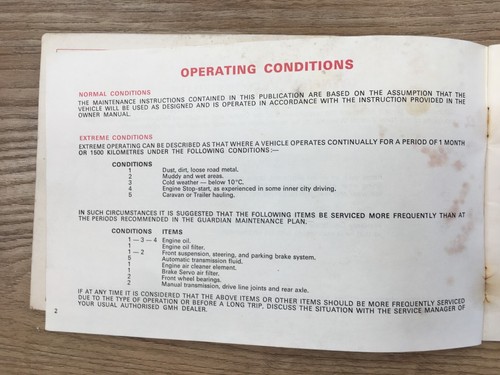 OPERATING CONDITIONS
NORMAL CONDITIONS
THE MAINTENANCE INSTRUCTIONS CONTAINED IN THIS PUBLICATION ARE BASED ON THE ASSUMPTION THAT THE
VEHICLE WILL BE USED AS DESIGNED AND IS OPERATED IN ACCORDANCE WITH THE INSTRUCTION PROVIDED IN THE
OWNER MANUAL.
EXTREME CONDITIONS
EXTREME OPERATING CAN BE DESCRIBED AS THAT WHERE A VEHICLE OPERATES CONTINUALLY FOR A PERIOD OF 1 MONTH
OR 1500 KILOMETRES UNDER THE FOLLOWING CONDITIONS:—
CONDITIONS
1 Dust, dirt, loose road metal.
2 Muddy and wet areas.
3 Cold weather — below 10°C.
4 Engine Stop-start, as experienced in some inner city driving.
5 Caravan or Trailer hauling.
IN SUCH CIRCUMSTANCES IT IS SUGGESTED THAT THE FOLLOWING ITEMS BE SERVICED MORE FREQUENTLY THAN AT
THE PERIODS RECOMMENDED IN THE GUARDIAN MAINTENANCE PLAN.
CONDITIONS ITEMS
1 — 3 — 4 Engine oil.
1 Engine oil filter.
1 — 2 Front suspension, steering, and parking brake system.
5 Automatic transmission fluid.
1 Engine air cleaner element.
1 Brake Servo air filter.
2 Front wheel bearings.
2 Manual transmission, drive line joints and rear axle.
IF AT ANY TIME IT IS CONSIDERED THAT THE ABOVE ITEMS OR OTHER ITEMS SHOULD BE MORE FREQUENTLY SERVICED
DUE TO THE TYPE OF OPERATION OR BEFORE A LONG TRIP, DISCUSS THE SITUATION WITH THE SERVICE MANAGER OF
YOUR USUAL AUTHORISED GMH DEALER.
2